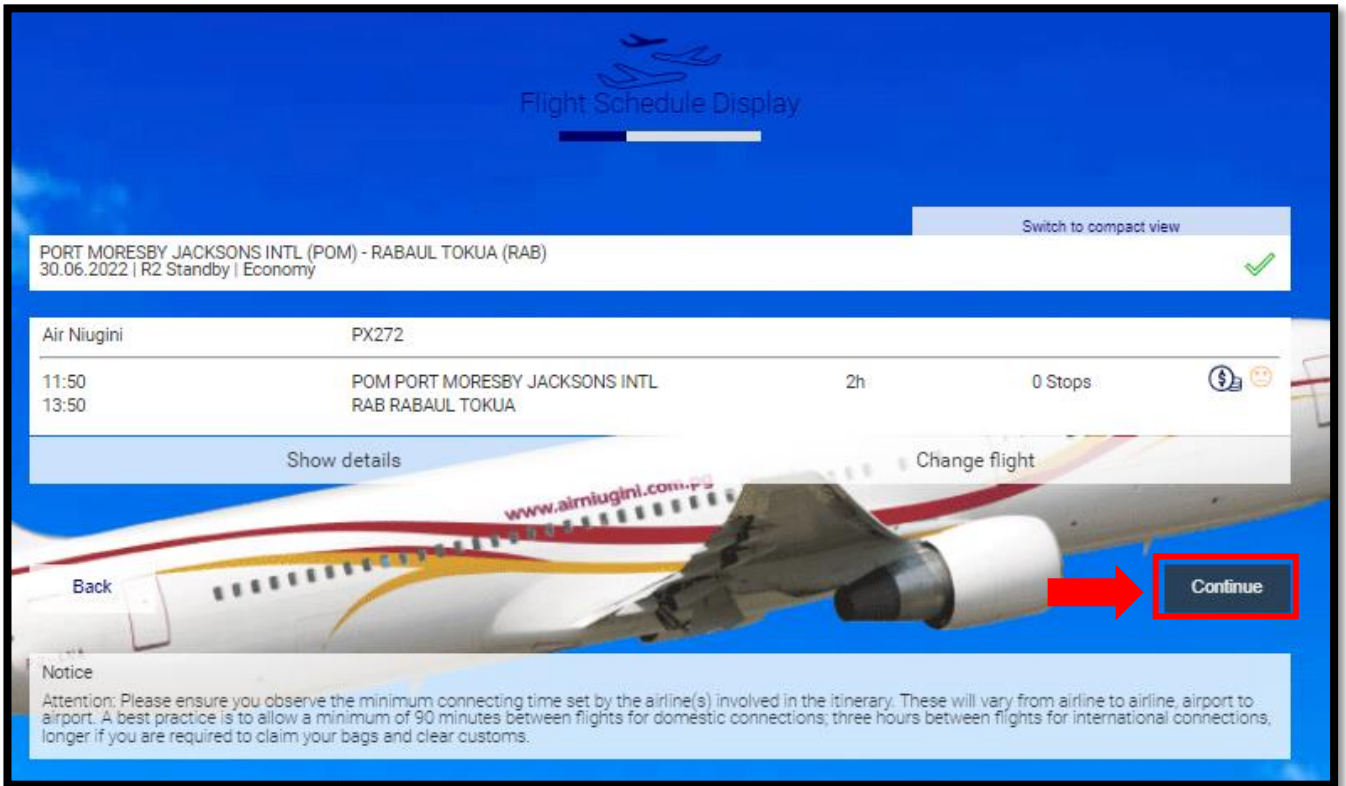 Flight Schedule Display
Switch to compact view
PORT MORESBY JACKSONS INTL (POM) - RABAUL TOKUA (RAB)
30.06.2022 | R2 Standby | Economy
Air Niugini PX272
11:50 POM PORT MORESBY JACKSONS INTL 2h 0 Stops
13:50 RAB RABAUL TOKUA
Show details Change flight
www.airniugini.com.pg
Back Continue
Notice
Attention: Please ensure you observe the minimum connecting time set by the airline(s) involved in the itinerary. These will vary from airline to airline, airport to
airport. A best practice is to allow a minimum of 90 minutes between flights for domestic connections; three hours between flights for international connections,
longer if you are required to claim your bags and clear customs.